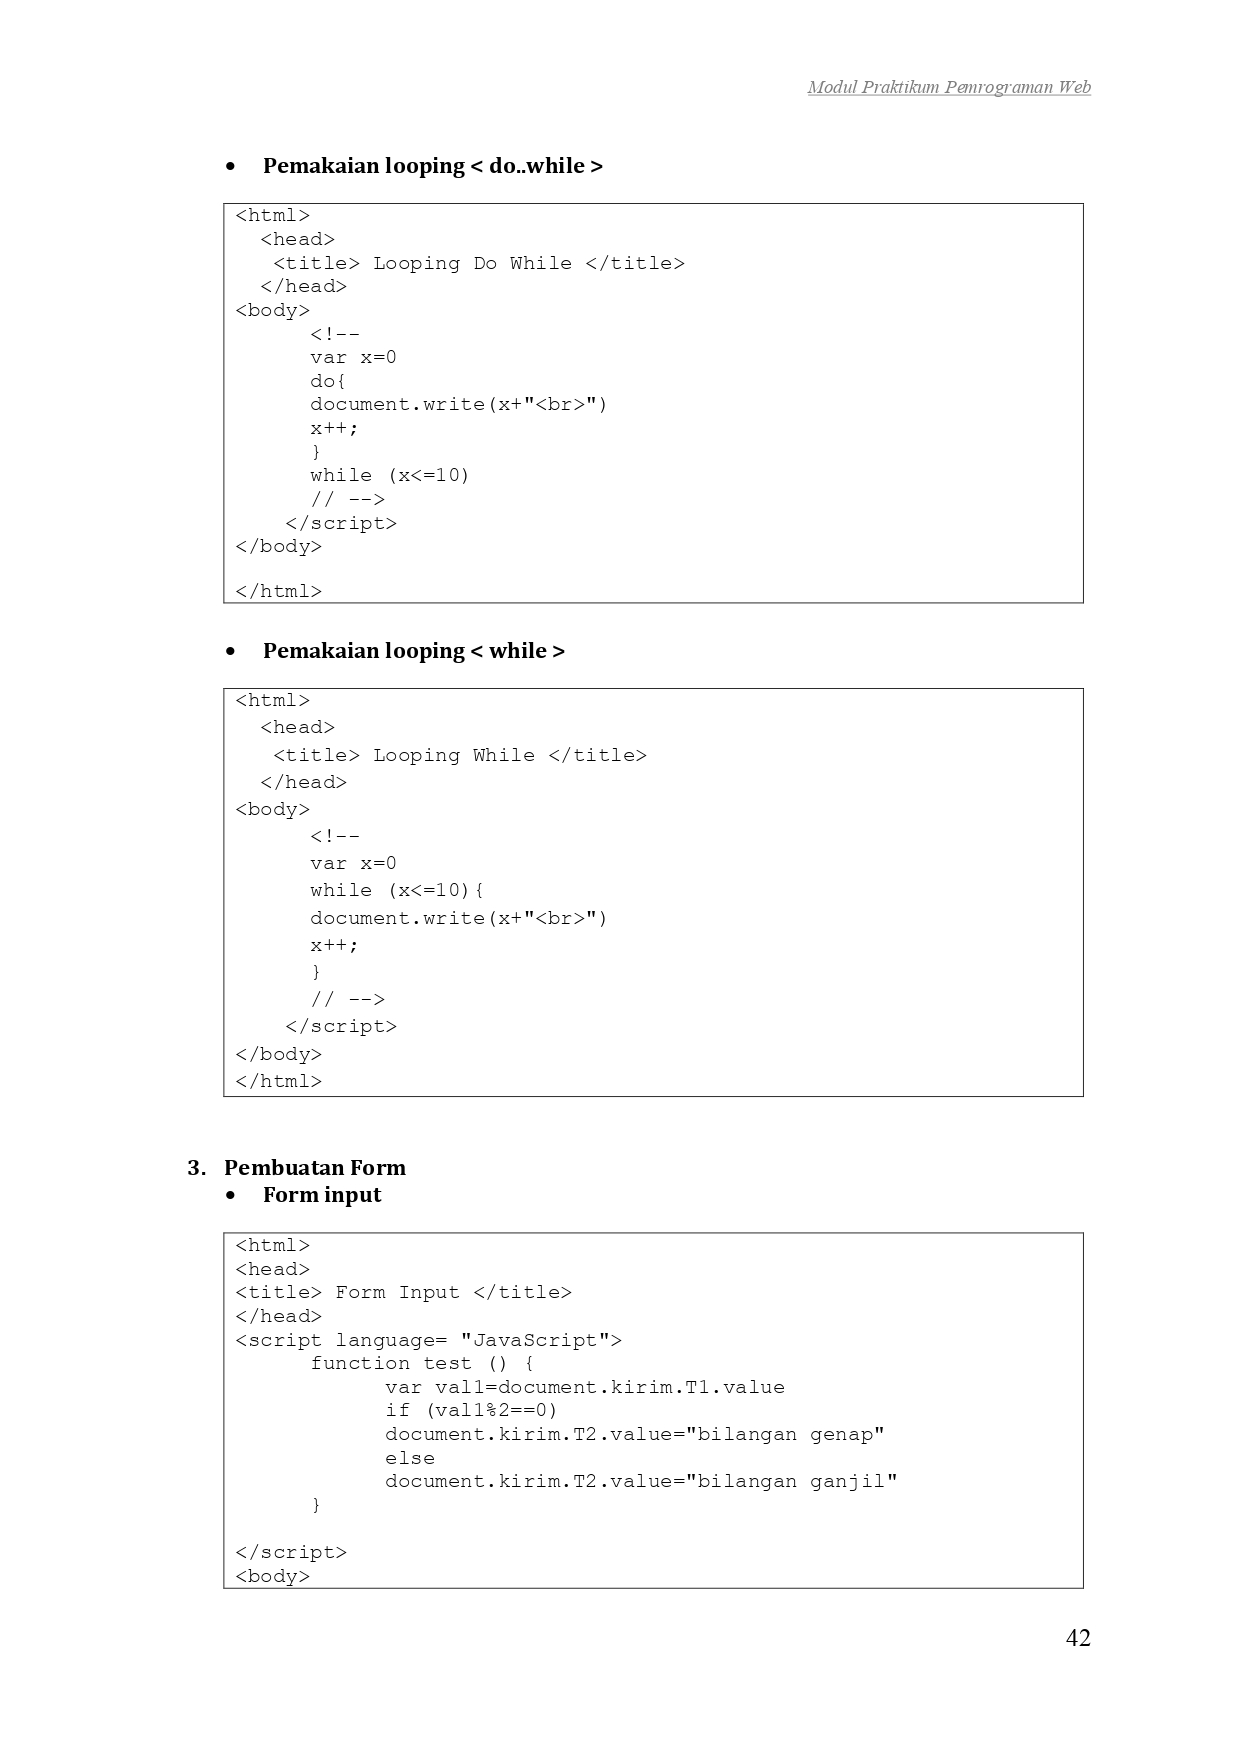 Modul Praktikum Pemrograman Web
• Pemakaian looping < do..while >
<html>
  <head>
   <title> Looping Do While </title>
  </head>
<body>
      <!--
      var x=0
      do{
      document.write(x+"<br>")
      x++;
      }
      while (x<=10)
      // -->
    </script>
</body>
</html>
• Pemakaian looping < while >
<html>
  <head>
   <title> Looping While </title>
  </head>
<body>
      <!--
      var x=0
      while (x<=10){
      document.write(x+"<br>")
      x++;
      }
      // -->
    </script>
</body>
</html>
3. Pembuatan Form
• Form input
<html>
<head>
<title> Form Input </title>
</head>
<script language= "JavaScript">
      function test () {
            var val1=document.kirim.T1.value
            if (val1%2==0)
            document.kirim.T2.value="bilangan genap"
            else
            document.kirim.T2.value="bilangan ganjil"
      }
</script>
<body>
42